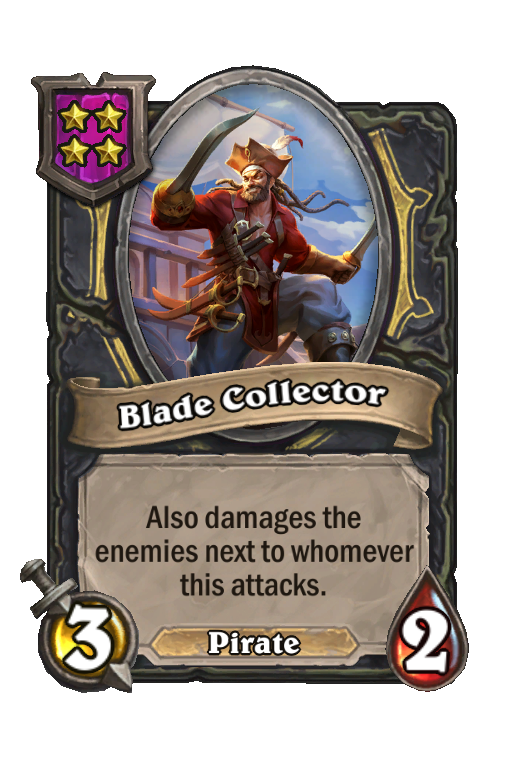 Blade Collector
Also damages the
enemies next to whomever
this attacks.
3
Pirate
2